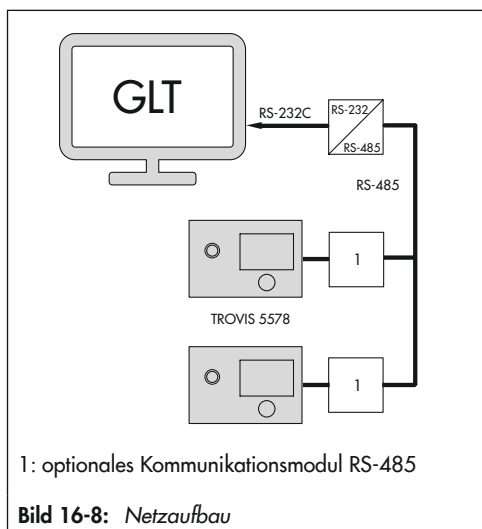 GLT
RS-232C
RS-232
RS-485
RS-485
1
TROVIS 5578
1
1: optionales Kommunikationsmodul RS-485
Bild 16-8: Netzaufbau